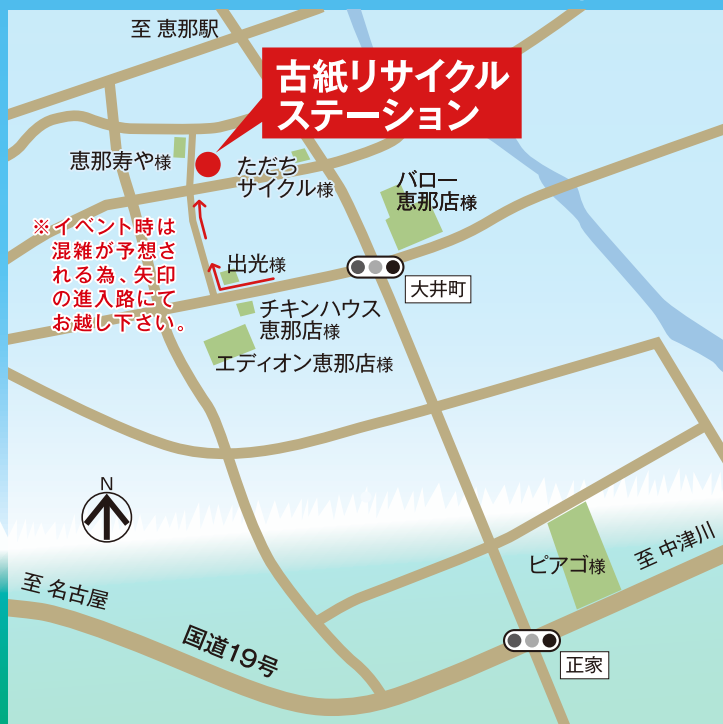 至 恵那駅
古紙リサイクル
ステーション
恵那寿や様
ただち
サイクル様
バロー
恵那店様
※イベント時は
混雑が予想さ
れる為、矢印
の進入路にて
お越し下さい。
出光様
大井町
チキンハウス
恵那店様
エディオン恵那店様
N
ピアゴ様
至 中津川
至 名古屋
国道19号
正家